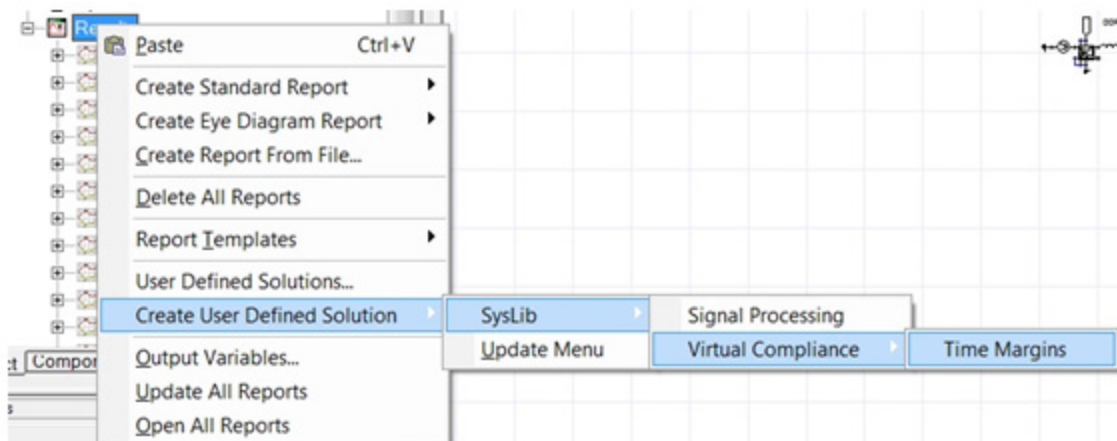 Paste Ctrl+V
Create Standard Report
Create Eye Diagram Report
Create Report From File...
Delete All Reports
Report Templates
User Defined Solutions...
Create User Defined Solution SysLib Signal Processing
Output Variables... Update Menu Virtual Compliance Time Margins
Update All Reports
Open All Reports